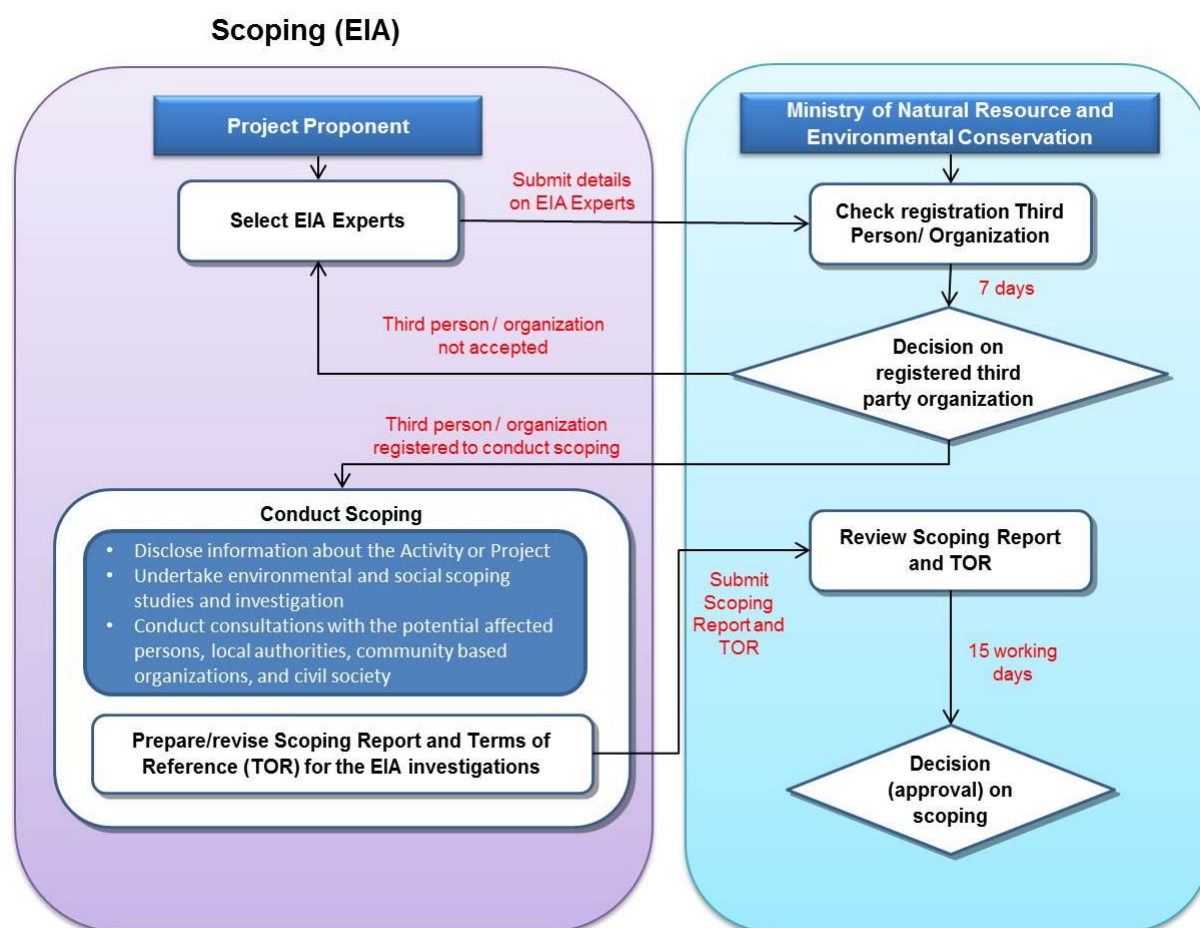 Scoping (EIA)
Project Proponent
Ministry of Natural Resource and
Environmental Conservation
Select EIA Experts
Submit details
on EIA Experts
Check registration Third
Person/ Organization
7 days
Third person / organization
not accepted
Decision on
registered third
party organization
Third person / organization
registered to conduct scoping
Conduct Scoping
• Disclose information about the Activity or Project
• Undertake environmental and social scoping
studies and investigation
• Conduct consultations with the potential affected
persons, local authorities, community based
organizations, and civil society
Prepare/revise Scoping Report and Terms of
Reference (TOR) for the EIA investigations
Submit
Scoping
Report and
TOR
Review Scoping Report
and TOR
15 working
days
Decision
(approval) on
scoping